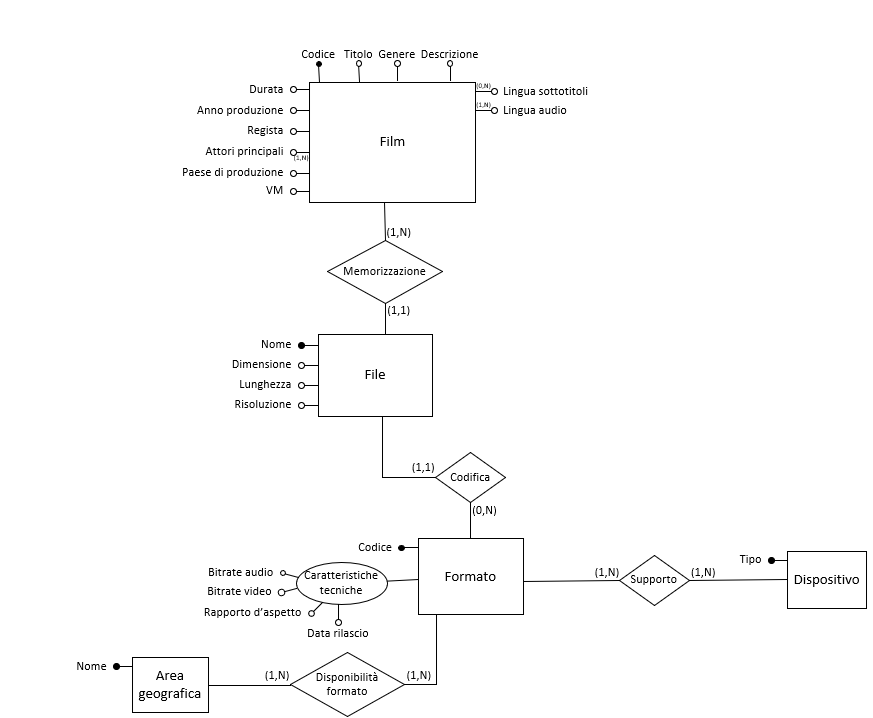 Codice Titolo Genere Descrizione
Durata
(0,N) Lingua sottotitoli
Anno produzione
(1,N) Lingua audio
Regista
Film
Attori principali
(1,N)
Paese di produzione
VM
(1,N)
Memorizzazione
(1,1)
Nome
Dimensione
File
Lunghezza
Risoluzione
(1,1)
Codifica
(0,N)
Codice
Formato
Caratteristiche
tecniche
Bitrate audio
Bitrate video
Rapporto d'aspetto
Data rilascio
(1,N)
Supporto
(1,N)
Tipo
Dispositivo
Nome
Area
geografica
(1,N)
Disponibilità
formato
(1,N)